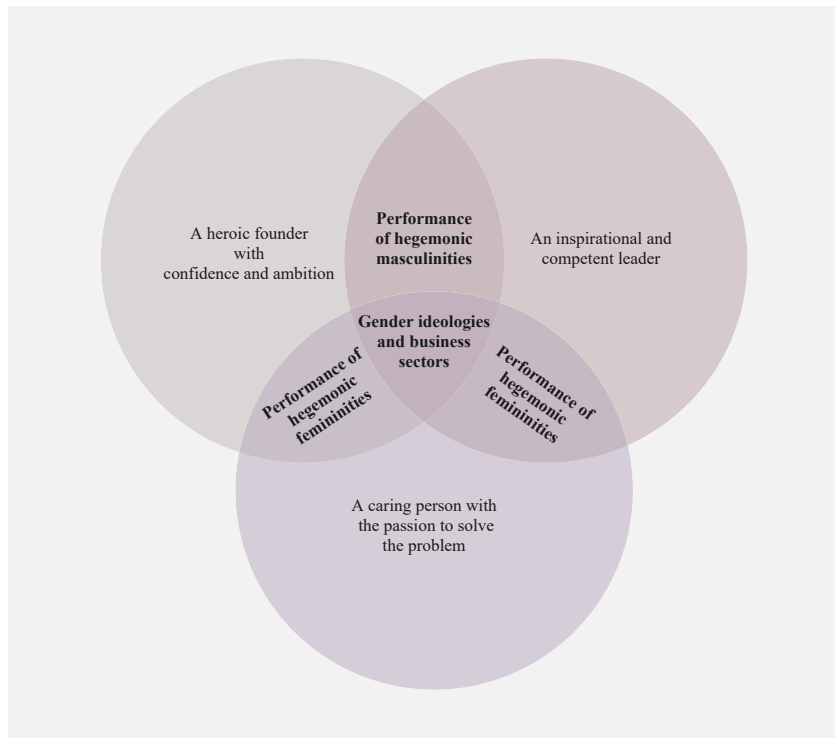 A heroic founder
with
confidence and ambition
Performance
of hegemonic
masculinities
An inspirational and
competent leader
Gender ideologies
and business
sectors
Performance of
hegemonic
femininities
Performance of
hegemonic
femininities
A caring person with
the passion to solve
the problem